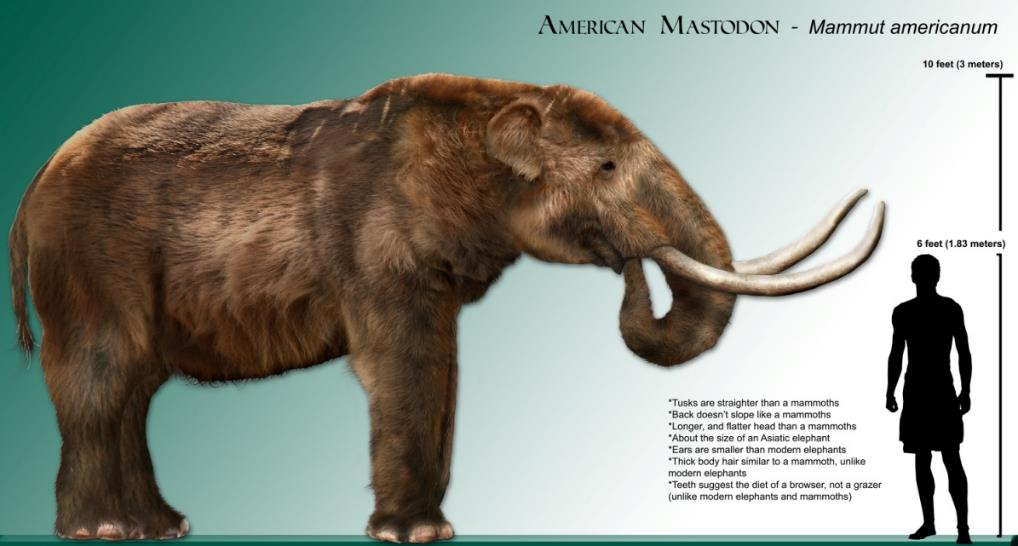 AMERICAN MASTODON - Mammut americanum
10 feet (3 meters)
6 feet (1.83 meters)
*Tusks are straighter than a mammoths
*Back doesn't slope like a mammoths
*Longer, and flatter head than a mammoths
*About the size of an Asiatic elephant
*Ears are smaller than modern elephants
*Thick body hair similar to a mammoth, unlike
modern elephants
*Teeth suggest the diet of a browser, not a grazer
(unlike modern elephants and mammoths)